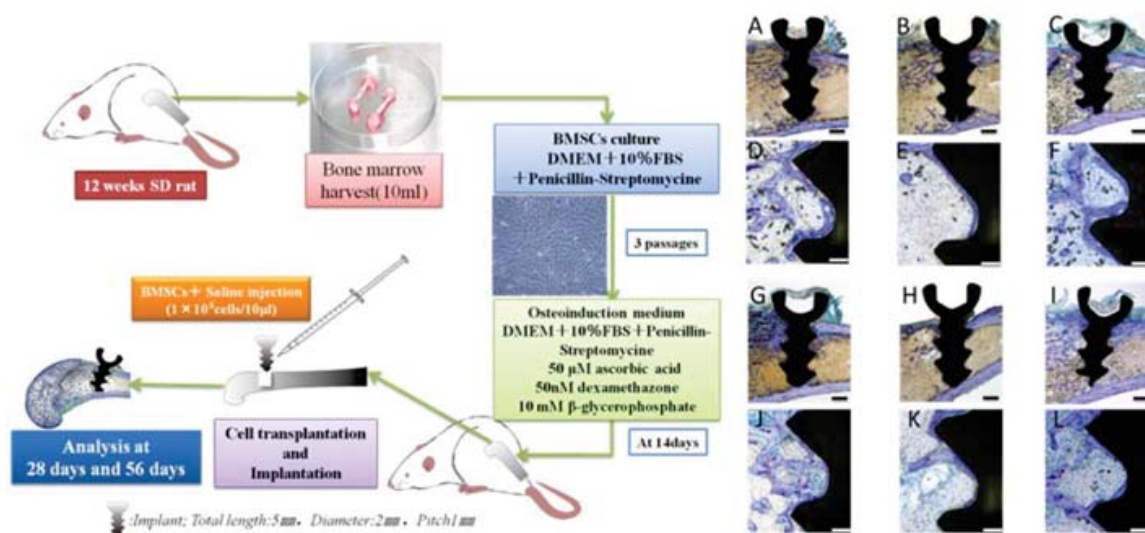 12 weeks SD rat
Bone marrow
harvest(10ml)
BMSCs culture
DMEM＋10％FBS
＋Penicillin-Streptomycine
3 passages
Osteoinduction medium
DMEM＋10％FBS＋Penicillin-
Streptomycine
50 μM ascorbic acid
50nM dexamethazone
10 mM β-glycerophosphate
At 14days
BMSCs＋ Saline injection
(1×10⁵cells/10μl)
Cell transplantation
and
Implantation
Analysis at
28 days and 56 days
:Implant; Total length:5㎜, Diameter:2㎜, Pitch1㎜
A B C
D E F
G H I
J K L